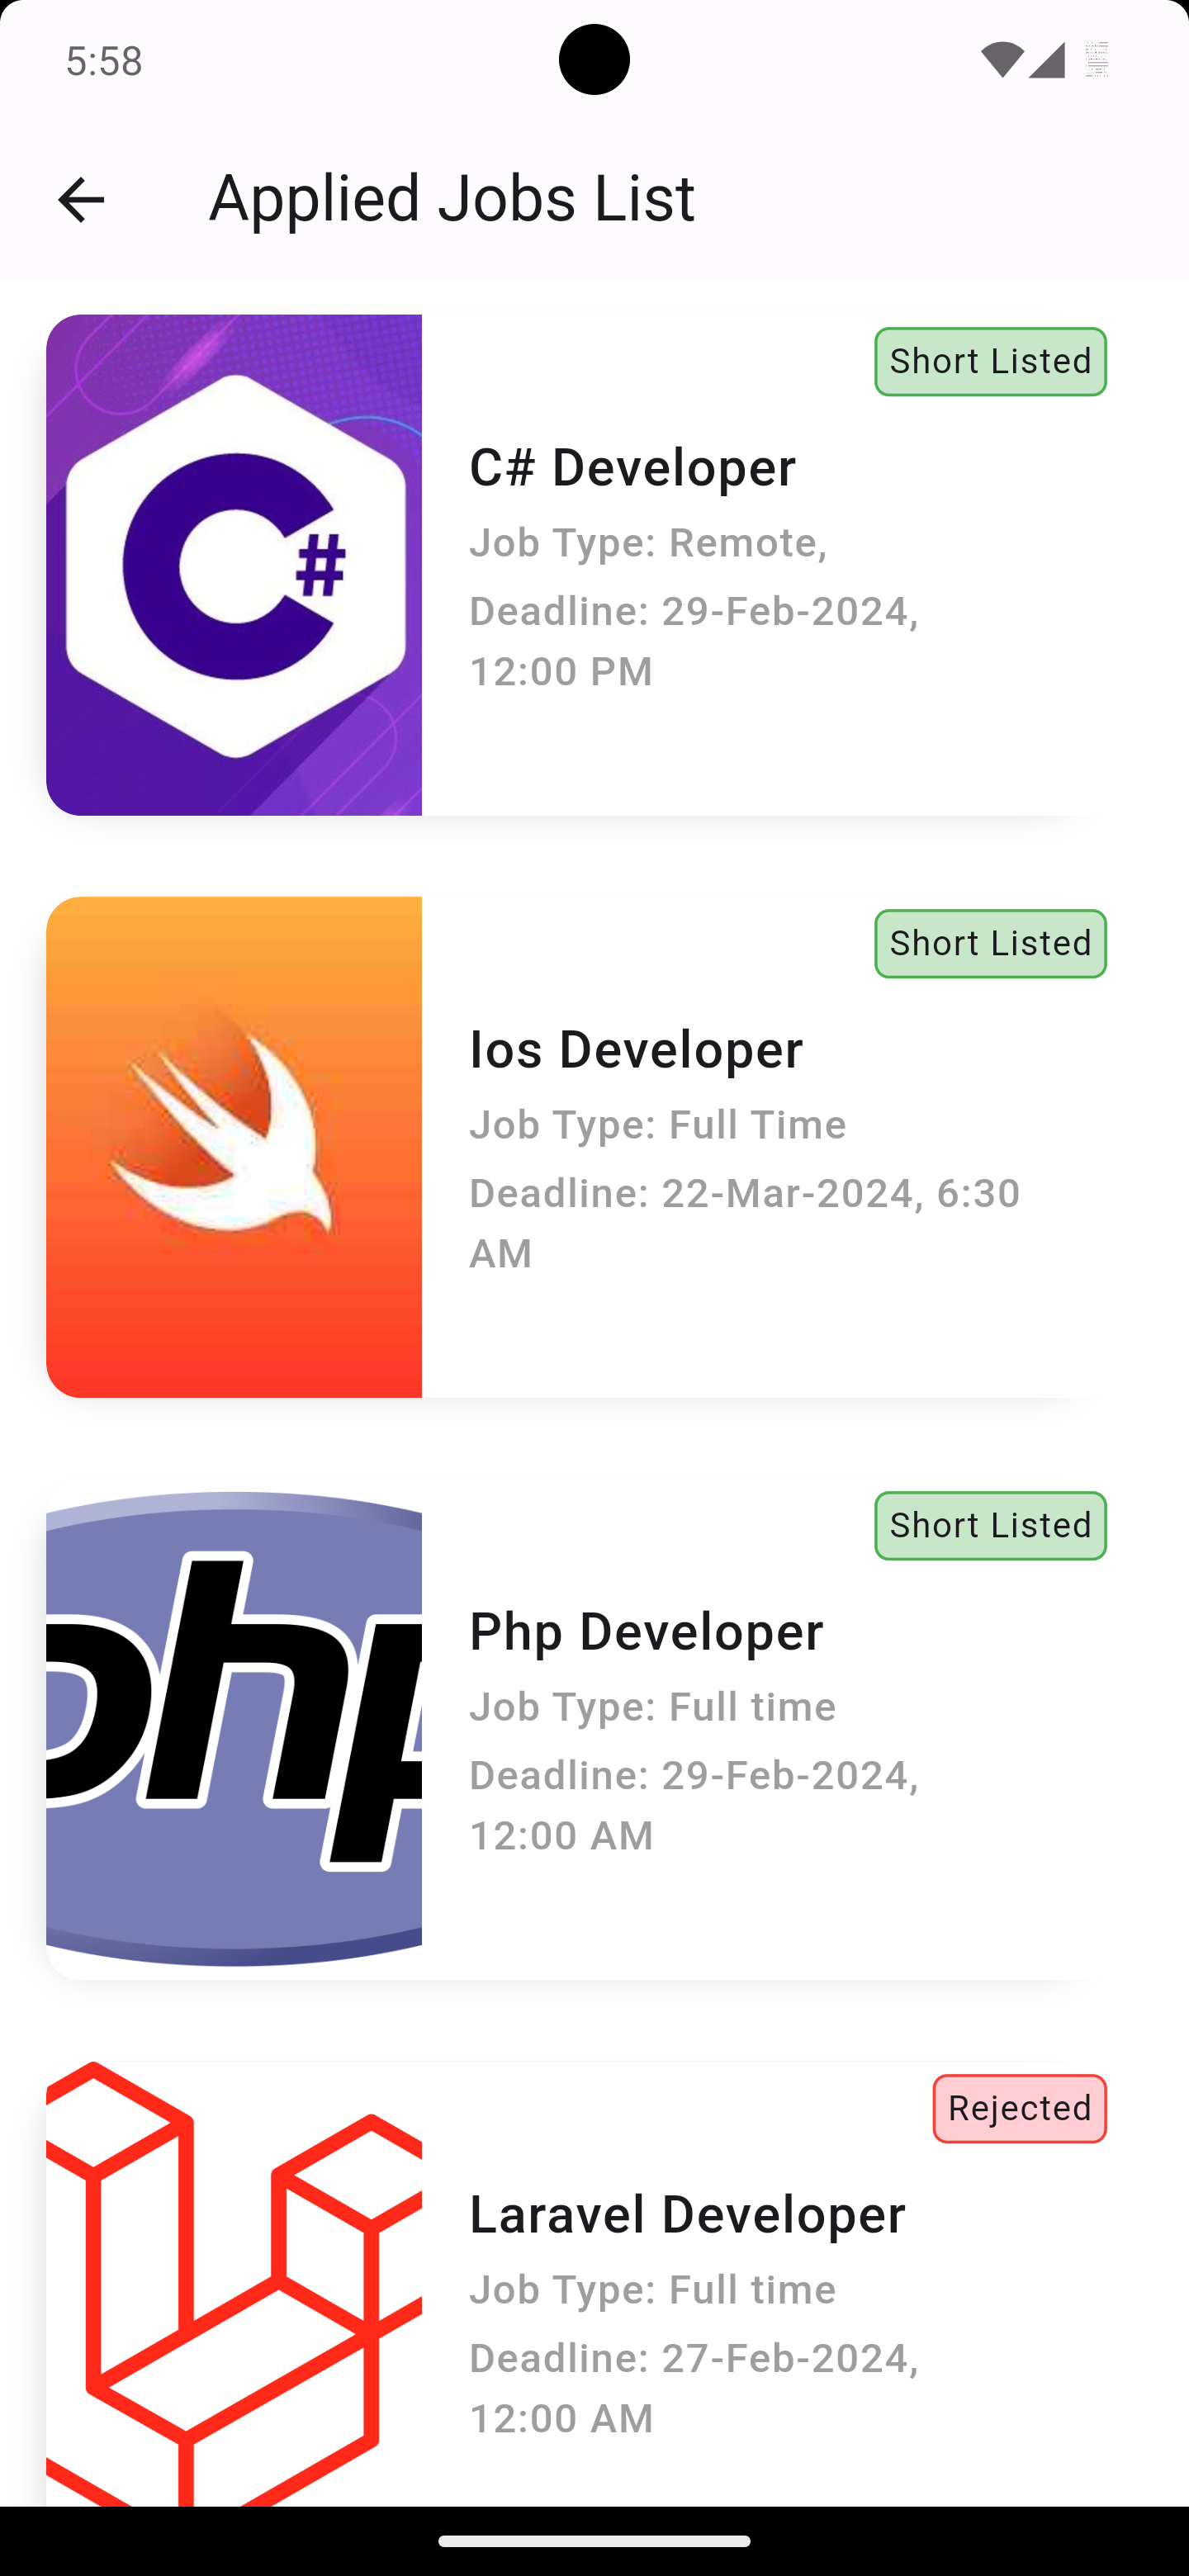 5:58
Applied Jobs List
Short Listed
C#
C# Developer
Job Type: Remote,
Deadline: 29-Feb-2024,
12:00 PM
Short Listed
Ios Developer
Job Type: Full Time
Deadline: 22-Mar-2024, 6:30
AM
Short Listed
php
Php Developer
Job Type: Full time
Deadline: 29-Feb-2024,
12:00 AM
Rejected
Laravel Developer
Job Type: Full time
Deadline: 27-Feb-2024,
12:00 AM